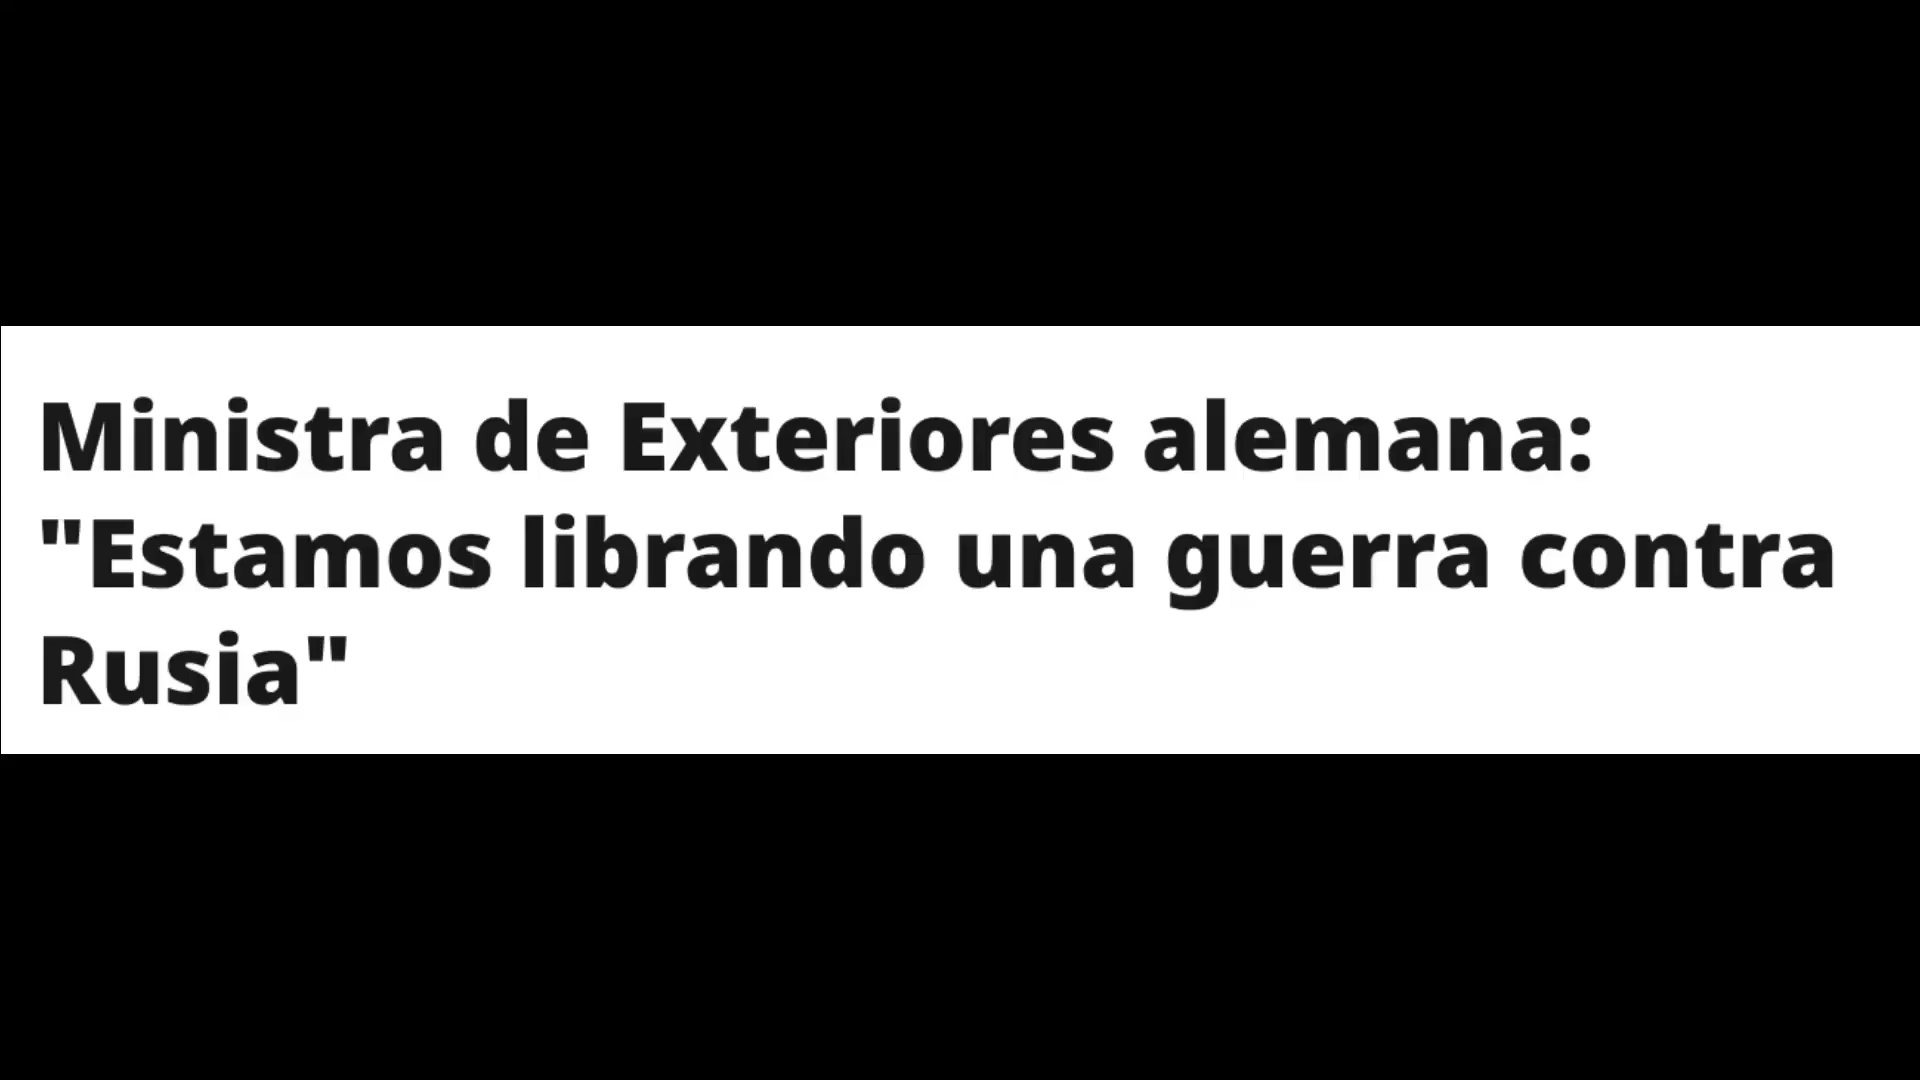 Ministra de Exteriores alemana:
"Estamos librando una guerra contra
Rusia"